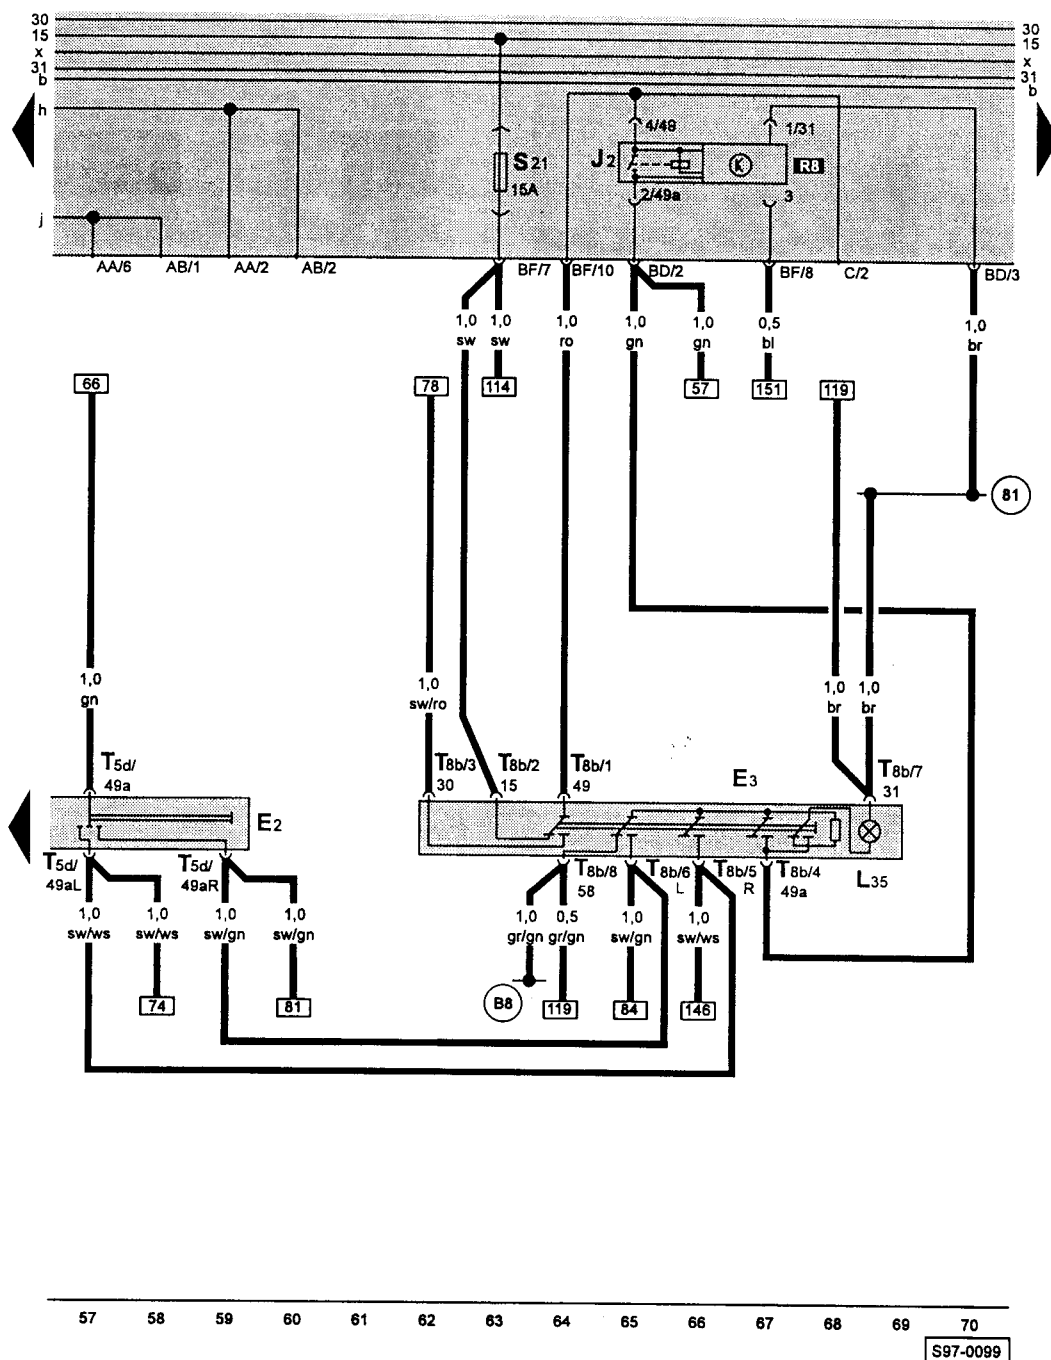 30
15
x
31
b
h
j
30
15
x
31
b
4/49
1/31
J2
K
R8
S21
15A
2/49a
3
AA/6
AB/1
AA/2
AB/2
BF/7
BF/10
BD/2
BF/8
C/2
BD/3
1,0
sw
1,0
sw
1,0
ro
1,0
gn
1,0
gn
0,5
bl
1,0
br
66
78
114
57
151
119
81
1,0
gn
1,0
sw/ro
1,0
br
1,0
br
T5d/
49a
T8b/3
30
T8b/2
15
T8b/1
49
E3
T8b/7
31
E2
T5d/
49aL
T5d/
49aR
T8b/8
58
T8b/6
L
T8b/5
R
T8b/4
49a
L35
1,0
sw/ws
1,0
sw/ws
1,0
sw/gn
1,0
sw/gn
1,0
gr/gn
0,5
gr/gn
1,0
sw/gn
1,0
sw/ws
74
81
B8
119
84
146
57 58 59 60 61 62 63 64 65 66 67 68 69 70
S97-0099